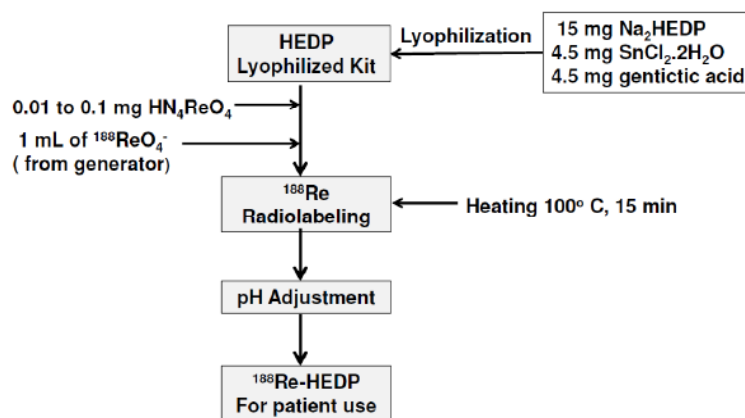 HEDP
Lyophilized Kit
Lyophilization
15 mg Na₂HEDP
4.5 mg SnCl₂.2H₂O
4.5 mg gentictic acid
0.01 to 0.1 mg HN₄ReO₄
1 mL of ¹⁸⁸ReO₄⁻
( from generator)
¹⁸⁸Re
Radiolabeling
Heating 100º C, 15 min
pH Adjustment
¹⁸⁸Re-HEDP
For patient use